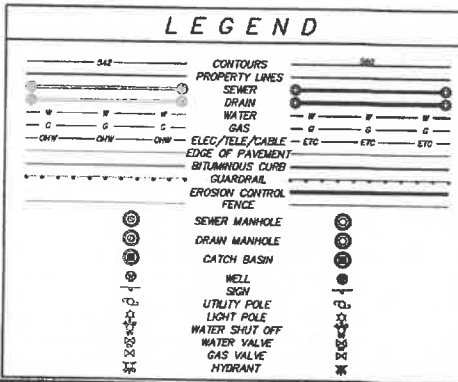 LEGEND
542 CONTOURS
PROPERTY LINES
SEWER
DRAIN
W W W WATER W W W
G G G GAS G G G
OHW OHW OHW ELEC/TELE/CABLE ETC ETC ETC
EDGE OF PAVEMENT
BITUMINOUS CURB
GUARDRAIL
EROSION CONTROL
FENCE
SEWER MANHOLE
DRAIN MANHOLE
CATCH BASIN
WELL
SIGN
UTILITY POLE
LIGHT POLE
WATER SHUT OFF
WATER VALVE
GAS VALVE
HYDRANT